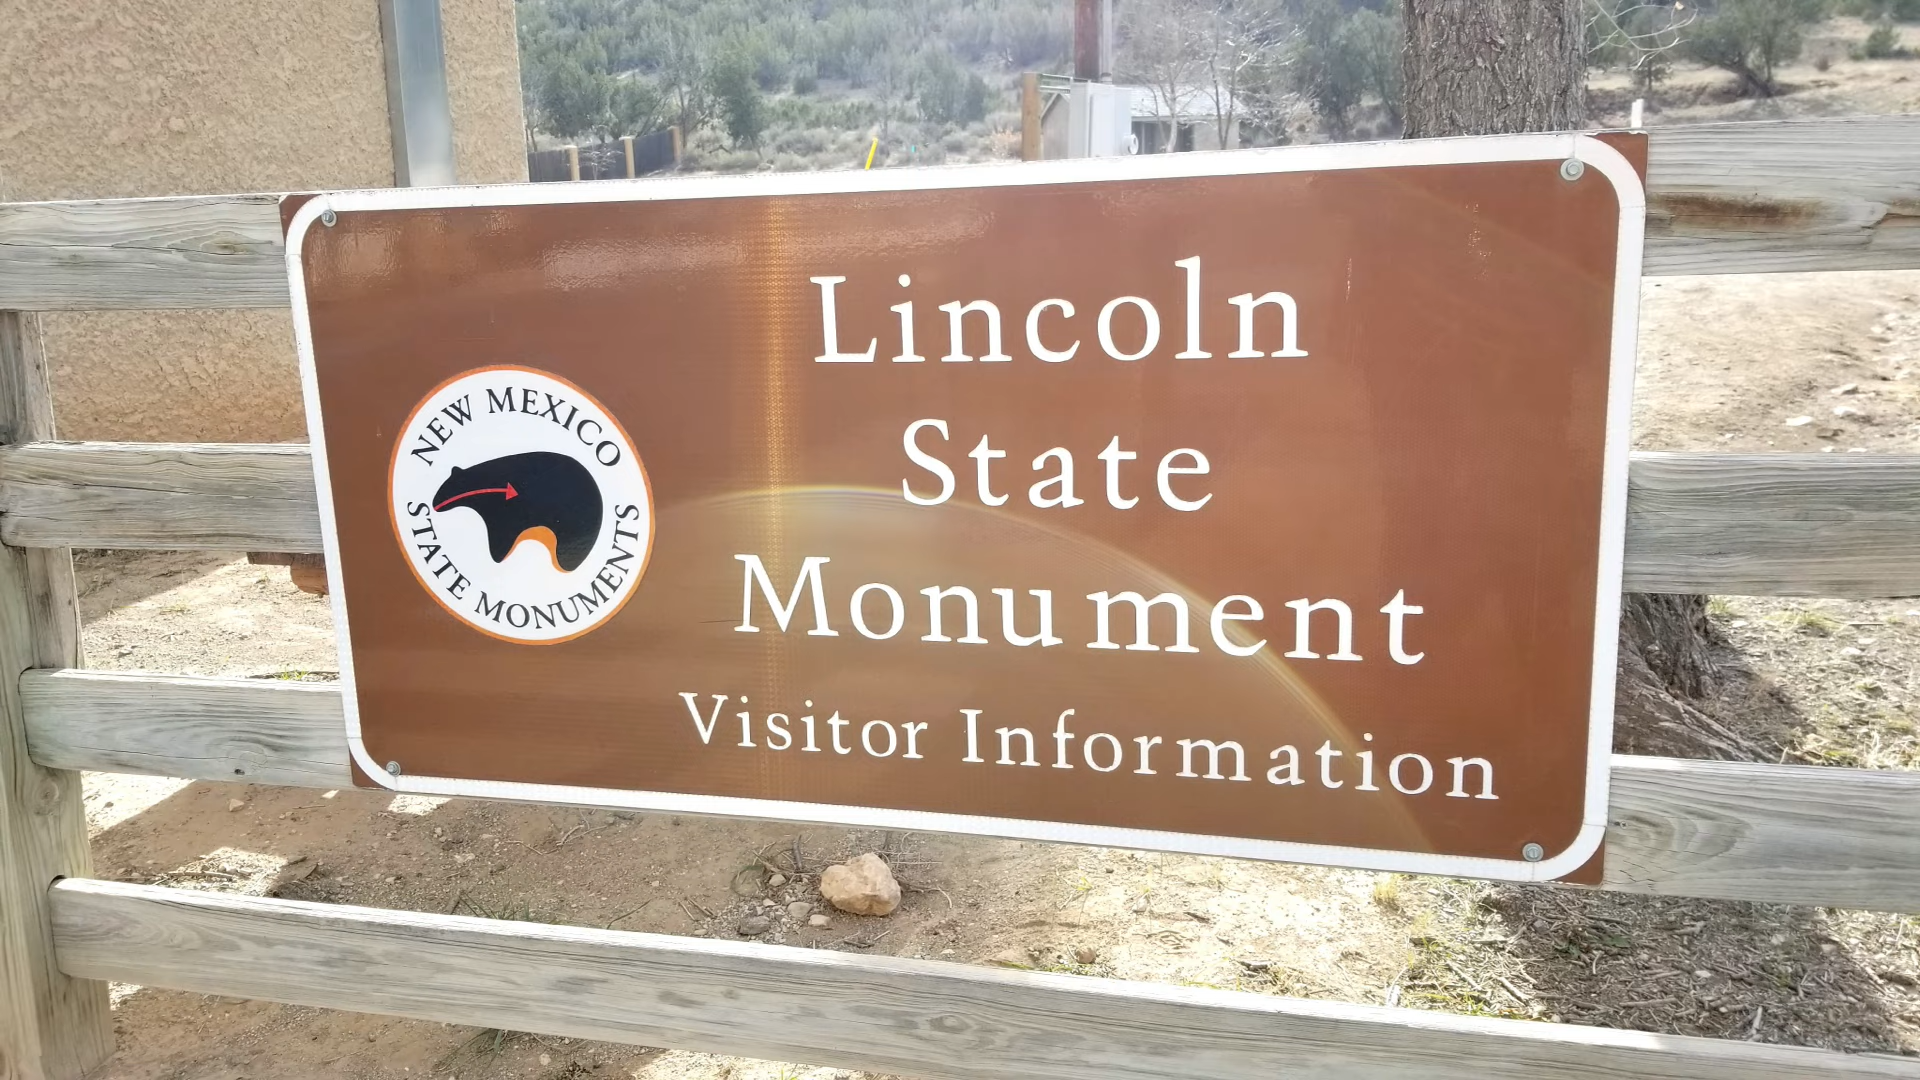 NEW MEXICO
STATE MONUMENTS
Lincoln
State
Monument
Visitor Information